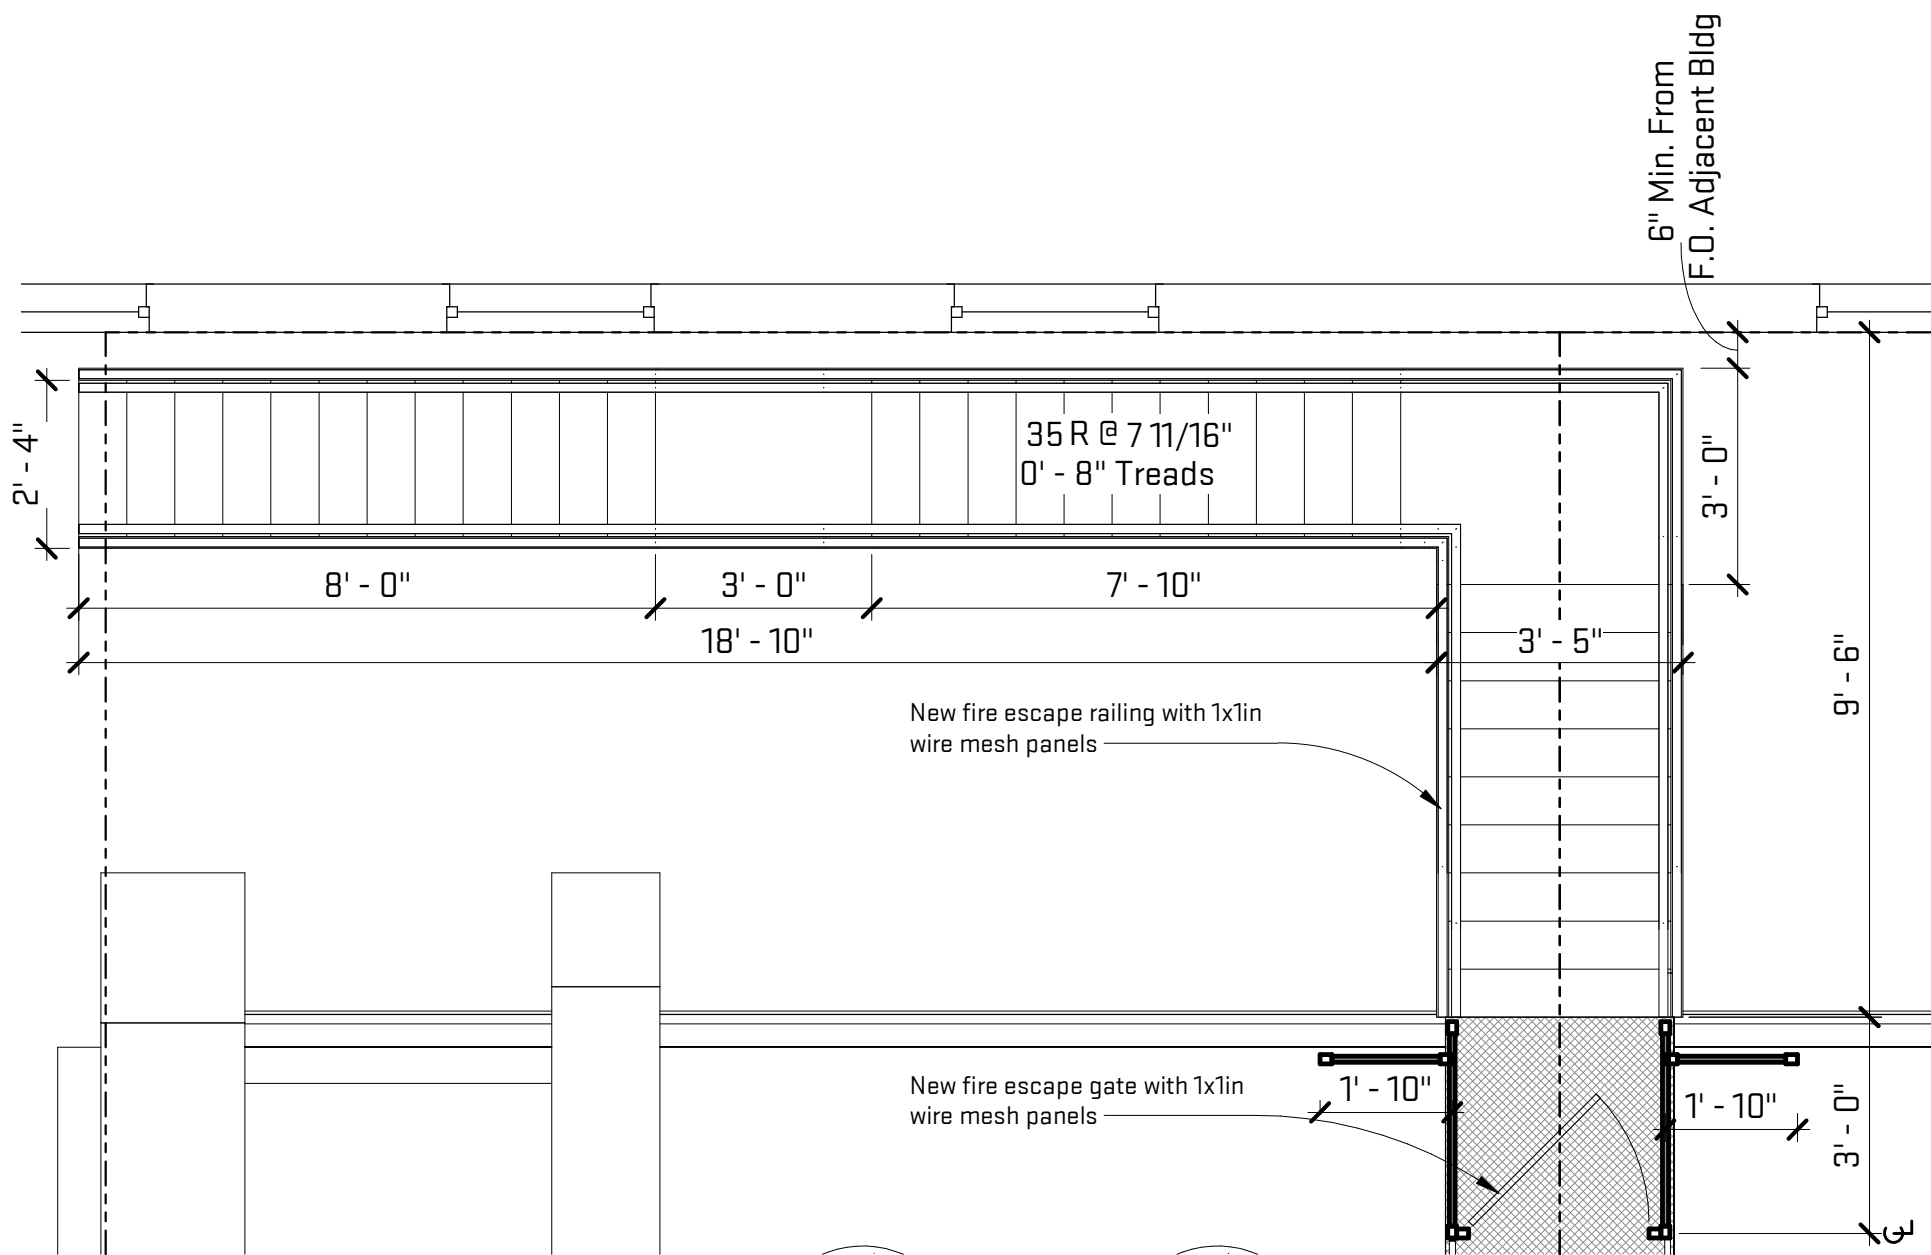 6" Min. From
F.O. Adjacent Bldg
2' - 4"
35 R @ 7 11/16"
0' - 8" Treads
3' - 0"
8' - 0"
3' - 0"
7' - 10"
18' - 10"
3' - 5"
9' - 6"
New fire escape railing with 1x1in
wire mesh panels
New fire escape gate with 1x1in
wire mesh panels
1' - 10"
1' - 10"
3' - 0"
CL